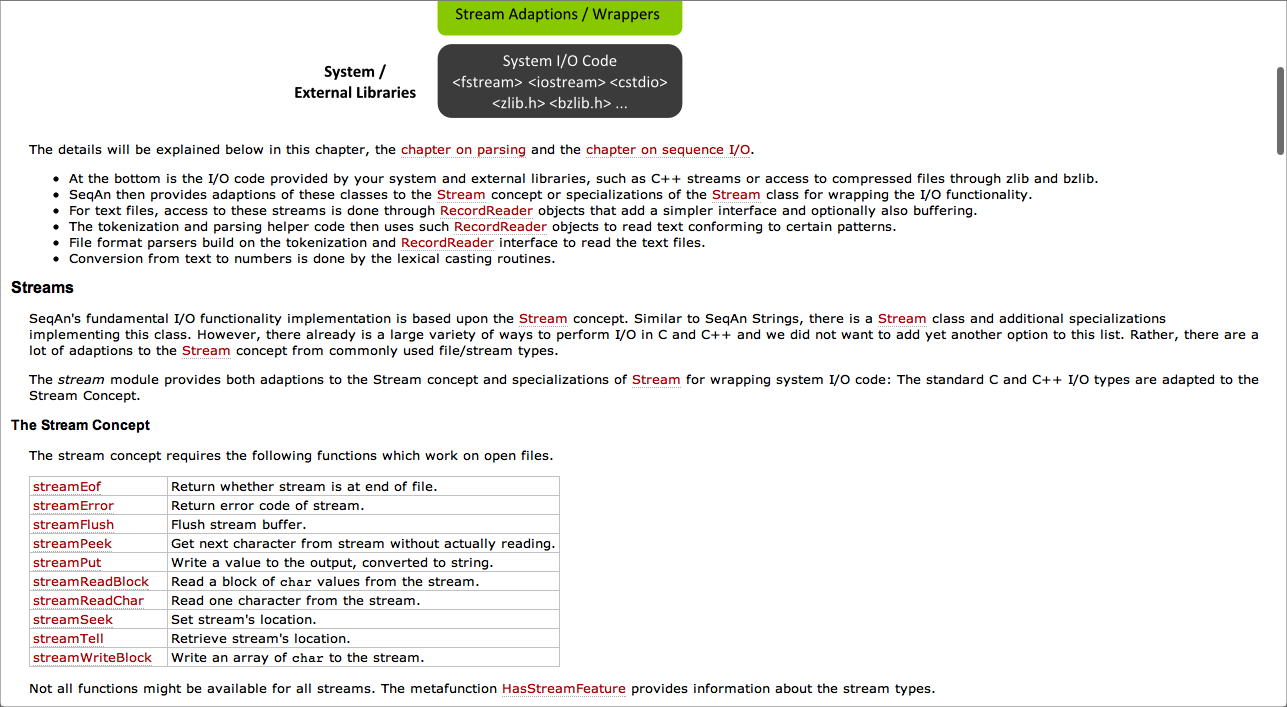 Stream Adaptions / Wrappers
System /
External Libraries
System I/O Code
<fstream> <iostream> <cstdio>
<zlib.h> <bzlib.h> ...
The details will be explained below in this chapter, the chapter on parsing and the chapter on sequence I/O.
• At the bottom is the I/O code provided by your system and external libraries, such as C++ streams or access to compressed files through zlib and bzlib.
• SeqAn then provides adaptions of these classes to the Stream concept or specializations of the Stream class for wrapping the I/O functionality.
• For text files, access to these streams is done through RecordReader objects that add a simpler interface and optionally also buffering.
• The tokenization and parsing helper code then uses such RecordReader objects to read text conforming to certain patterns.
• File format parsers build on the tokenization and RecordReader interface to read the text files.
• Conversion from text to numbers is done by the lexical casting routines.
Streams
SeqAn's fundamental I/O functionality implementation is based upon the Stream concept. Similar to SeqAn Strings, there is a Stream class and additional specializations
implementing this class. However, there already is a large variety of ways to perform I/O in C and C++ and we did not want to add yet another option to this list. Rather, there are a
lot of adaptions to the Stream concept from commonly used file/stream types.
The stream module provides both adaptions to the Stream concept and specializations of Stream for wrapping system I/O code: The standard C and C++ I/O types are adapted to the
Stream Concept.
The Stream Concept
The stream concept requires the following functions which work on open files.
streamEof Return whether stream is at end of file.
streamError Return error code of stream.
streamFlush Flush stream buffer.
streamPeek Get next character from stream without actually reading.
streamPut Write a value to the output, converted to string.
streamReadBlock Read a block of char values from the stream.
streamReadChar Read one character from the stream.
streamSeek Set stream's location.
streamTell Retrieve stream's location.
streamWriteBlock Write an array of char to the stream.
Not all functions might be available for all streams. The metafunction HasStreamFeature provides information about the stream types.